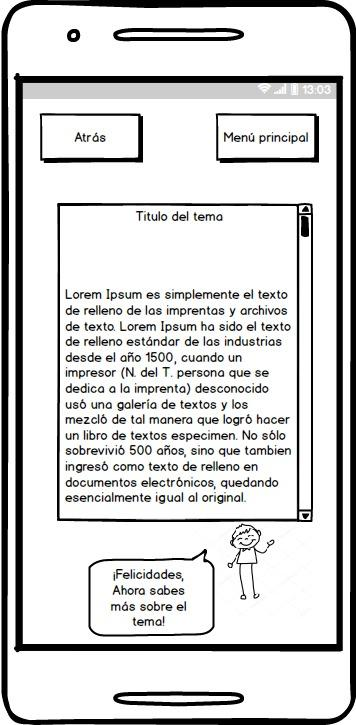 13:03
Atrás
Menú principal
Titulo del tema
Lorem Ipsum es simplemente el texto
de relleno de las imprentas y archivos
de texto. Lorem Ipsum ha sido el texto
de relleno estándar de las industrias
desde el año 1500, cuando un
impresor (N. del T. persona que se
dedica a la imprenta) desconocido
usó una galería de textos y los
mezcló de tal manera que logró hacer
un libro de textos especimen. No sólo
sobrevivió 500 años, sino que tambien
ingresó como texto de relleno en
documentos electrónicos, quedando
esencialmente igual al original.
¡Felicidades,
Ahora sabes
más sobre el
tema!